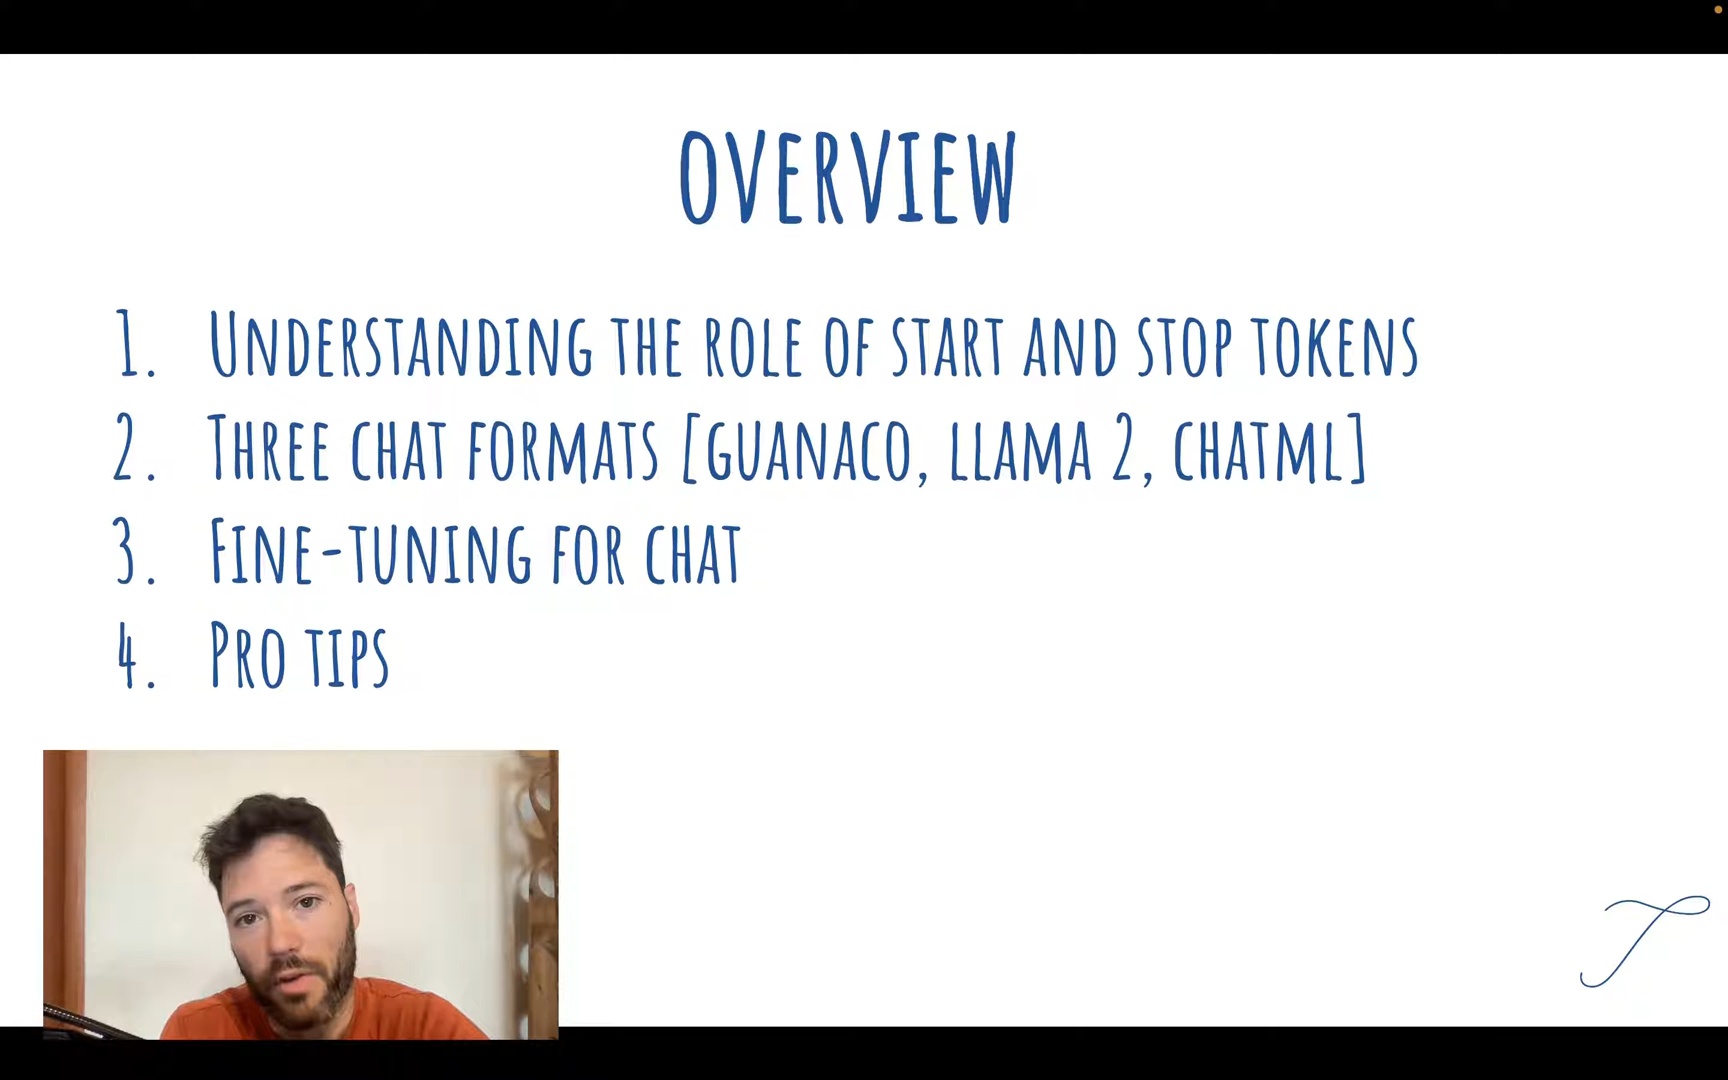 OVERVIEW
1. UNDERSTANDING THE ROLE OF START AND STOP TOKENS
2. THREE CHAT FORMATS [GUANACO, LLAMA 2, CHATML]
3. FINE-TUNING FOR CHAT
4. PRO TIPS
T